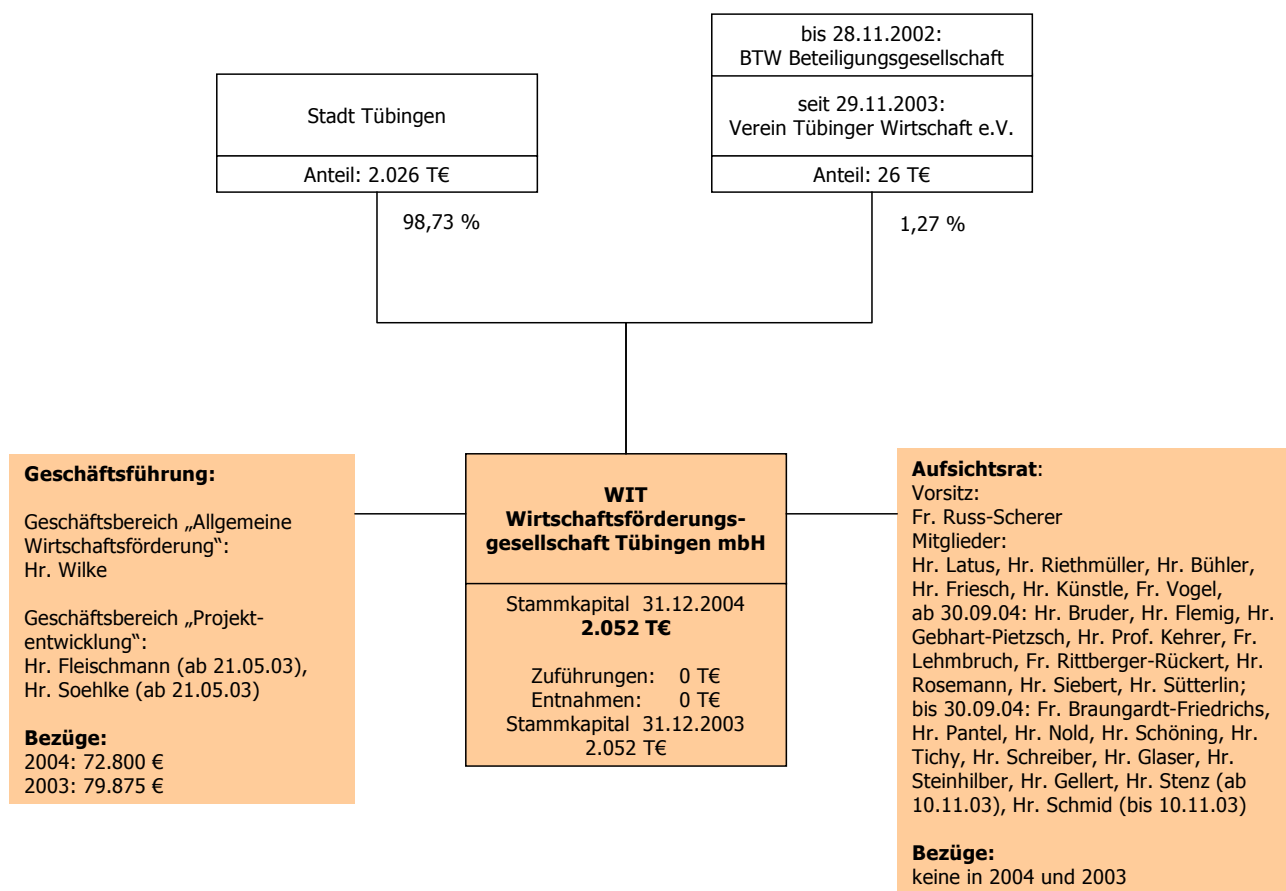 bis 28.11.2002:
BTW Beteiligungsgesellschaft
seit 29.11.2003:
Verein Tübinger Wirtschaft e.V.
Anteil: 26 T€
Stadt Tübingen
Anteil: 2.026 T€
98,73 %
1,27 %
Geschäftsführung:
Geschäftsbereich „Allgemeine
Wirtschaftsförderung“:
Hr. Wilke
Geschäftsbereich „Projekt-
entwicklung“:
Hr. Fleischmann (ab 21.05.03),
Hr. Soehlke (ab 21.05.03)
Bezüge:
2004: 72.800 €
2003: 79.875 €
WIT
Wirtschaftsförderungs-
gesellschaft Tübingen mbH
Stammkapital 31.12.2004
2.052 T€
Zuführungen: 0 T€
Entnahmen: 0 T€
Stammkapital 31.12.2003
2.052 T€
Aufsichtsrat:
Vorsitz:
Fr. Russ-Scherer
Mitglieder:
Hr. Latus, Hr. Riethmüller, Hr. Bühler,
Hr. Friesch, Hr. Künstle, Fr. Vogel,
ab 30.09.04: Hr. Bruder, Hr. Flemig, Hr.
Gebhart-Pietzsch, Hr. Prof. Kehrer, Fr.
Lehmbruch, Fr. Rittberger-Rückert, Hr.
Rosemann, Hr. Siebert, Hr. Sütterlin;
bis 30.09.04: Fr. Braungardt-Friedrichs,
Hr. Pantel, Hr. Nold, Hr. Schöning, Hr.
Tichy, Hr. Schreiber, Hr. Glaser, Hr.
Steinhilber, Hr. Gellert, Hr. Stenz (ab
10.11.03), Hr. Schmid (bis 10.11.03)
Bezüge:
keine in 2004 und 2003